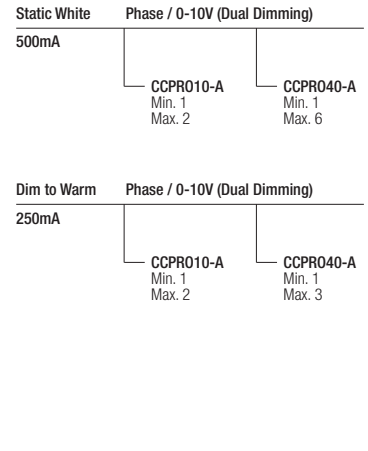 Static White Phase / 0-10V (Dual Dimming)
500mA
CCPRO10-A CCPRO40-A
Min. 1 Min. 1
Max. 2 Max. 6
Dim to Warm Phase / 0-10V (Dual Dimming)
250mA
CCPRO10-A CCPRO40-A
Min. 1 Min. 1
Max. 2 Max. 3